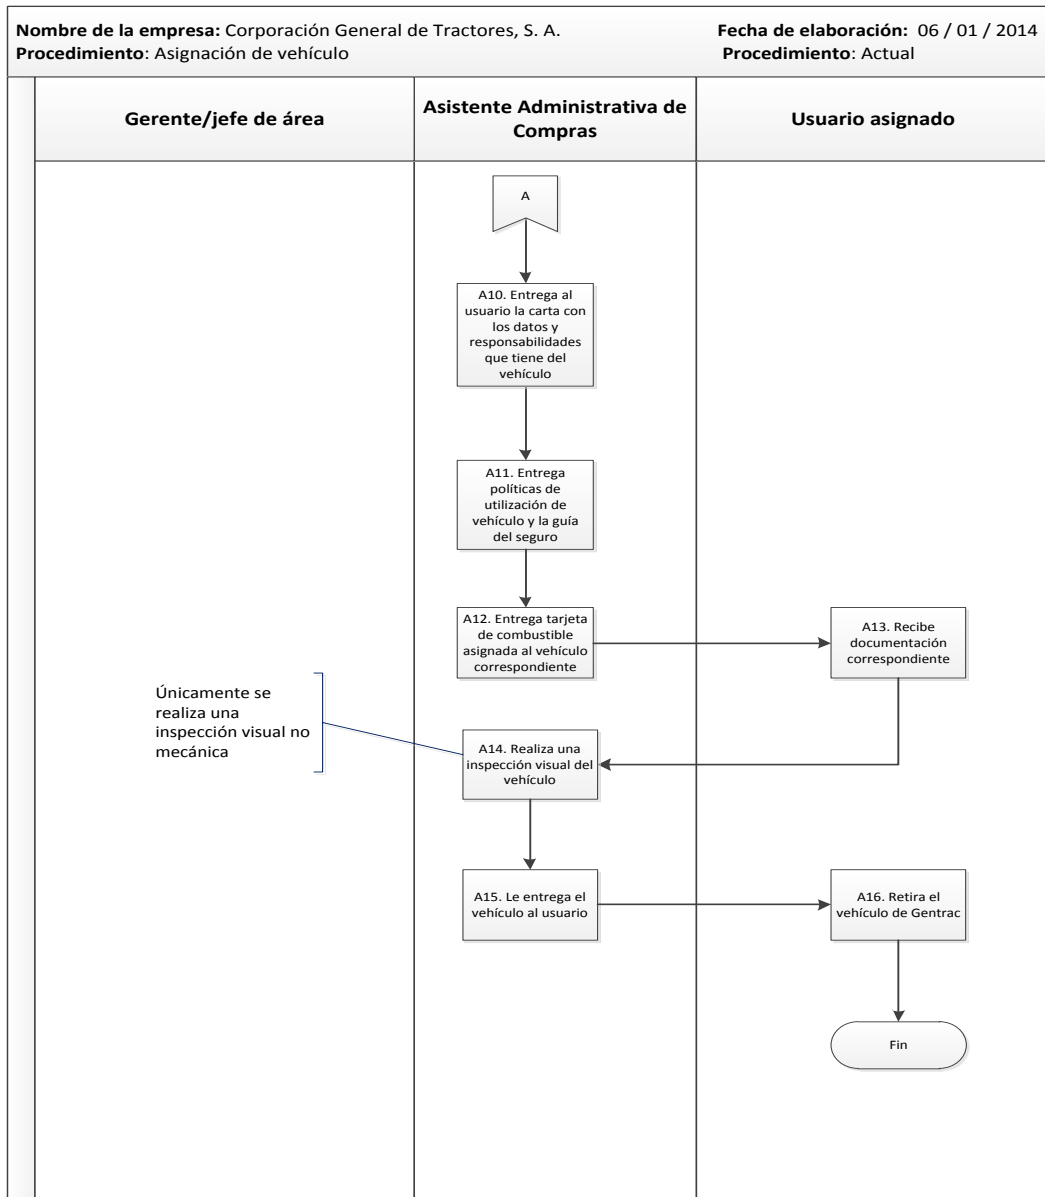 Nombre de la empresa: Corporación General de Tractores, S. A.
Fecha de elaboración: 06 / 01 / 2014
Procedimiento: Asignación de vehículo
Procedimiento: Actual
Gerente/jefe de área
Asistente Administrativa de
Compras
Usuario asignado
A
A10. Entrega al
usuario la carta con
los datos y
responsabilidades
que tiene del
vehículo
A11. Entrega
políticas de
utilización de
vehículo y la guía
del seguro
A12. Entrega tarjeta
de combustible
asignada al vehículo
correspondiente
A13. Recibe
documentación
correspondiente
Únicamente se
realiza una
inspección visual no
mecánica
A14. Realiza una
inspección visual del
vehículo
A15. Le entrega el
vehículo al usuario
A16. Retira el
vehículo de Gentrac
Fin